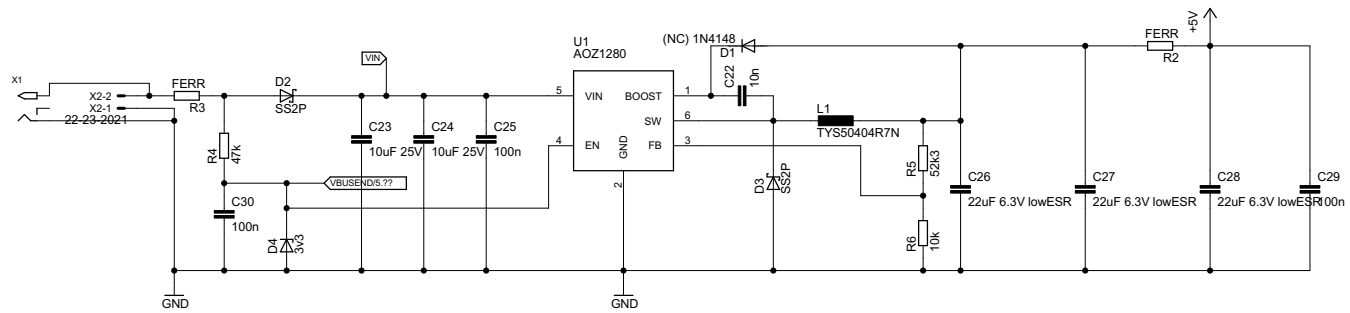 +5V
U1
AOZ1280
(NC) 1N4148
D1
FERR
R2
VIN
C22
10n
X1
X2-2
X2-1
22-23-2021
FERR
R3
D2
SS2P
5
VIN
BOOST
1
SW
6
EN
4
FB
3
GND
2
L1
TYS50404R7N
C23
10uF 25V
C24
10uF 25V
C25
100n
R4
47k
VBUSEND/5.??
C30
100n
D4
3v3
D3
SS2P
R5
52k3
R6
10k
C26
22uF 6.3V lowESR
C27
22uF 6.3V lowESR
C28
22uF 6.3V lowESR
C29
100n
GND
GND